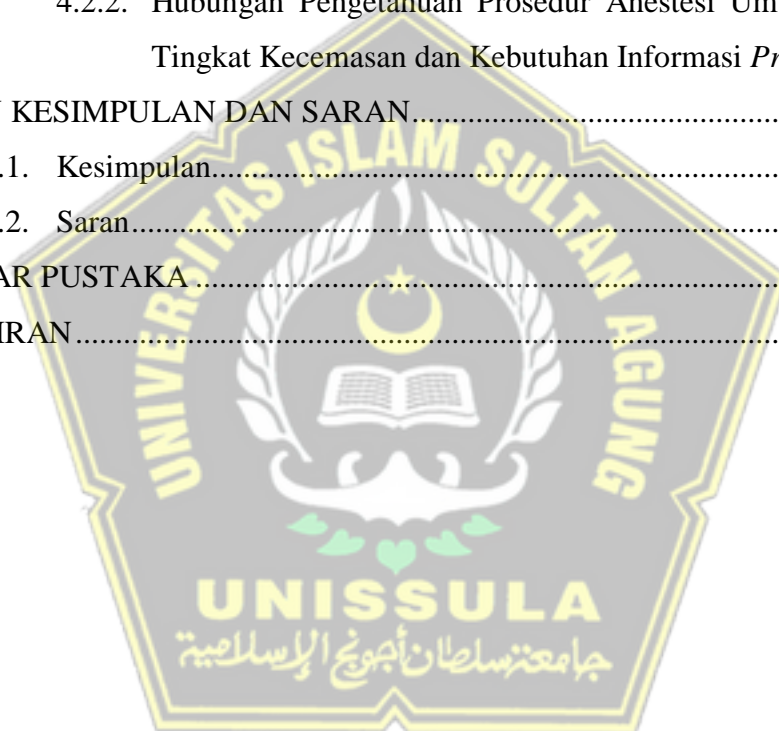 4.2.2. Hubungan Pengetahuan Prosedur Anestesi Um
Tingkat Kecemasan dan Kebutuhan Informasi Pr
KESIMPULAN DAN SARAN
.1. Kesimpulan
.2. Saran
AR PUSTAKA
IRAN
UNIVERSITAS ISLAM SULTAN AGUNG
UNISSULA
جامعة سلطان أجونج الإسلامية